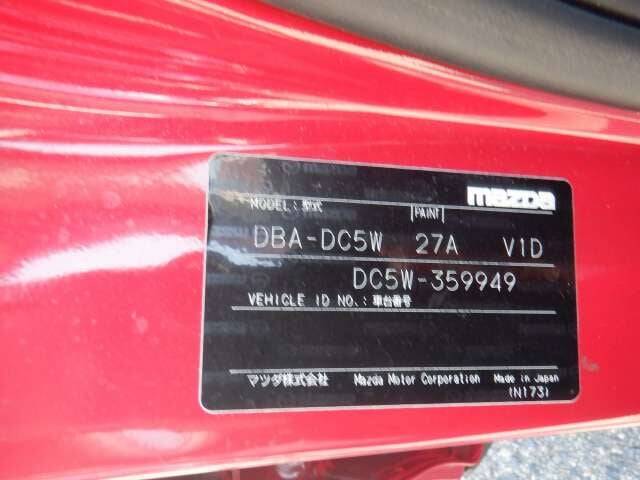 mazda
MODEL:型式 PAINT
DBA-DC5W 27A V1D
DC5W-359949
VEHICLE ID NO.:車台番号
マツダ株式会社 Mazda Motor Corporation Made in Japan
(N173)